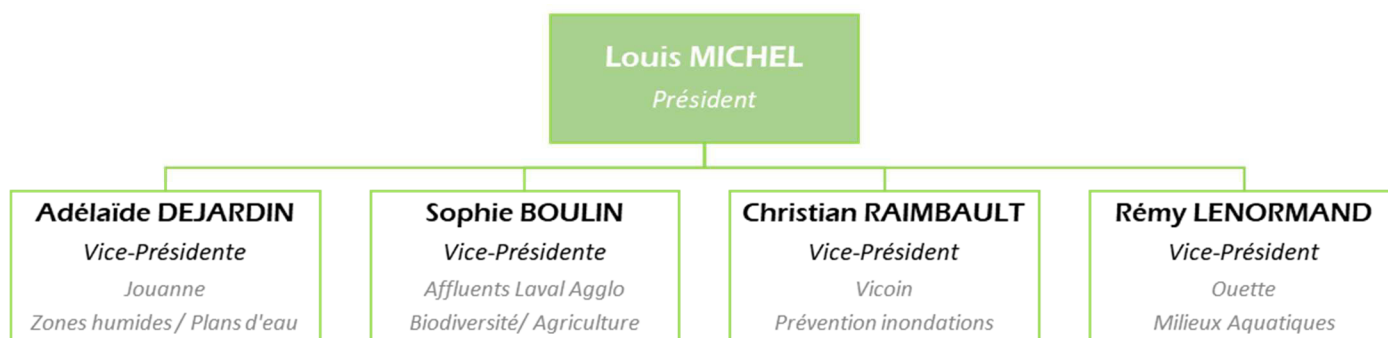 Louis MICHEL
Président
Adélaïde DEJARDIN
Vice-Présidente
Jouanne
Zones humides / Plans d'eau
Sophie BOULIN
Vice-Présidente
Affluents Laval Agglo
Biodiversité/ Agriculture
Christian RAIMBAULT
Vice-Président
Vicoin
Prévention inondations
Rémy LENORMAND
Vice-Président
Ouette
Milieux Aquatiques